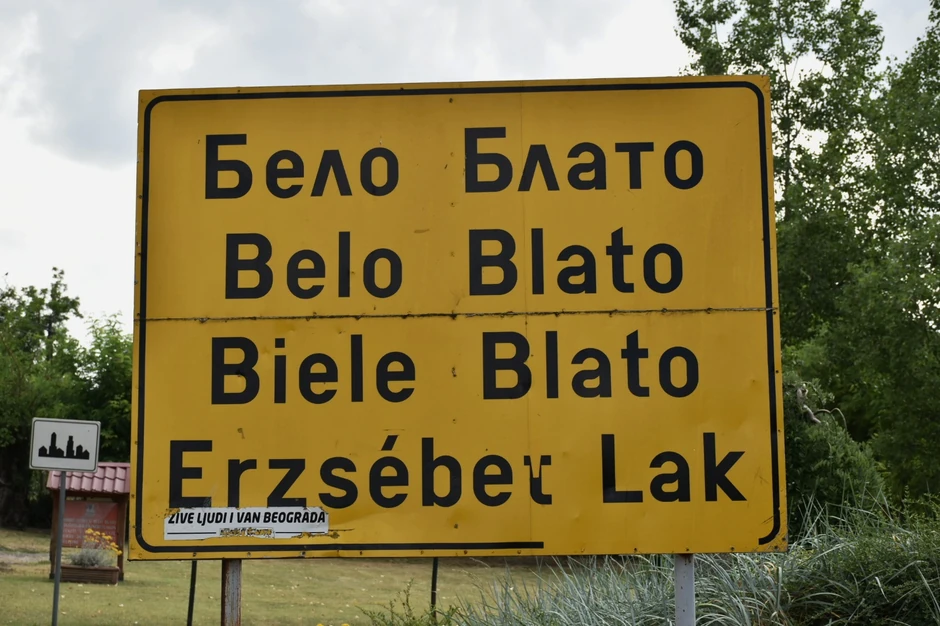 Бело Блато
Belo Blato
Biele Blato
Erzsébet Lak
ŽIVE LJUDI I VAN BEOGRADA